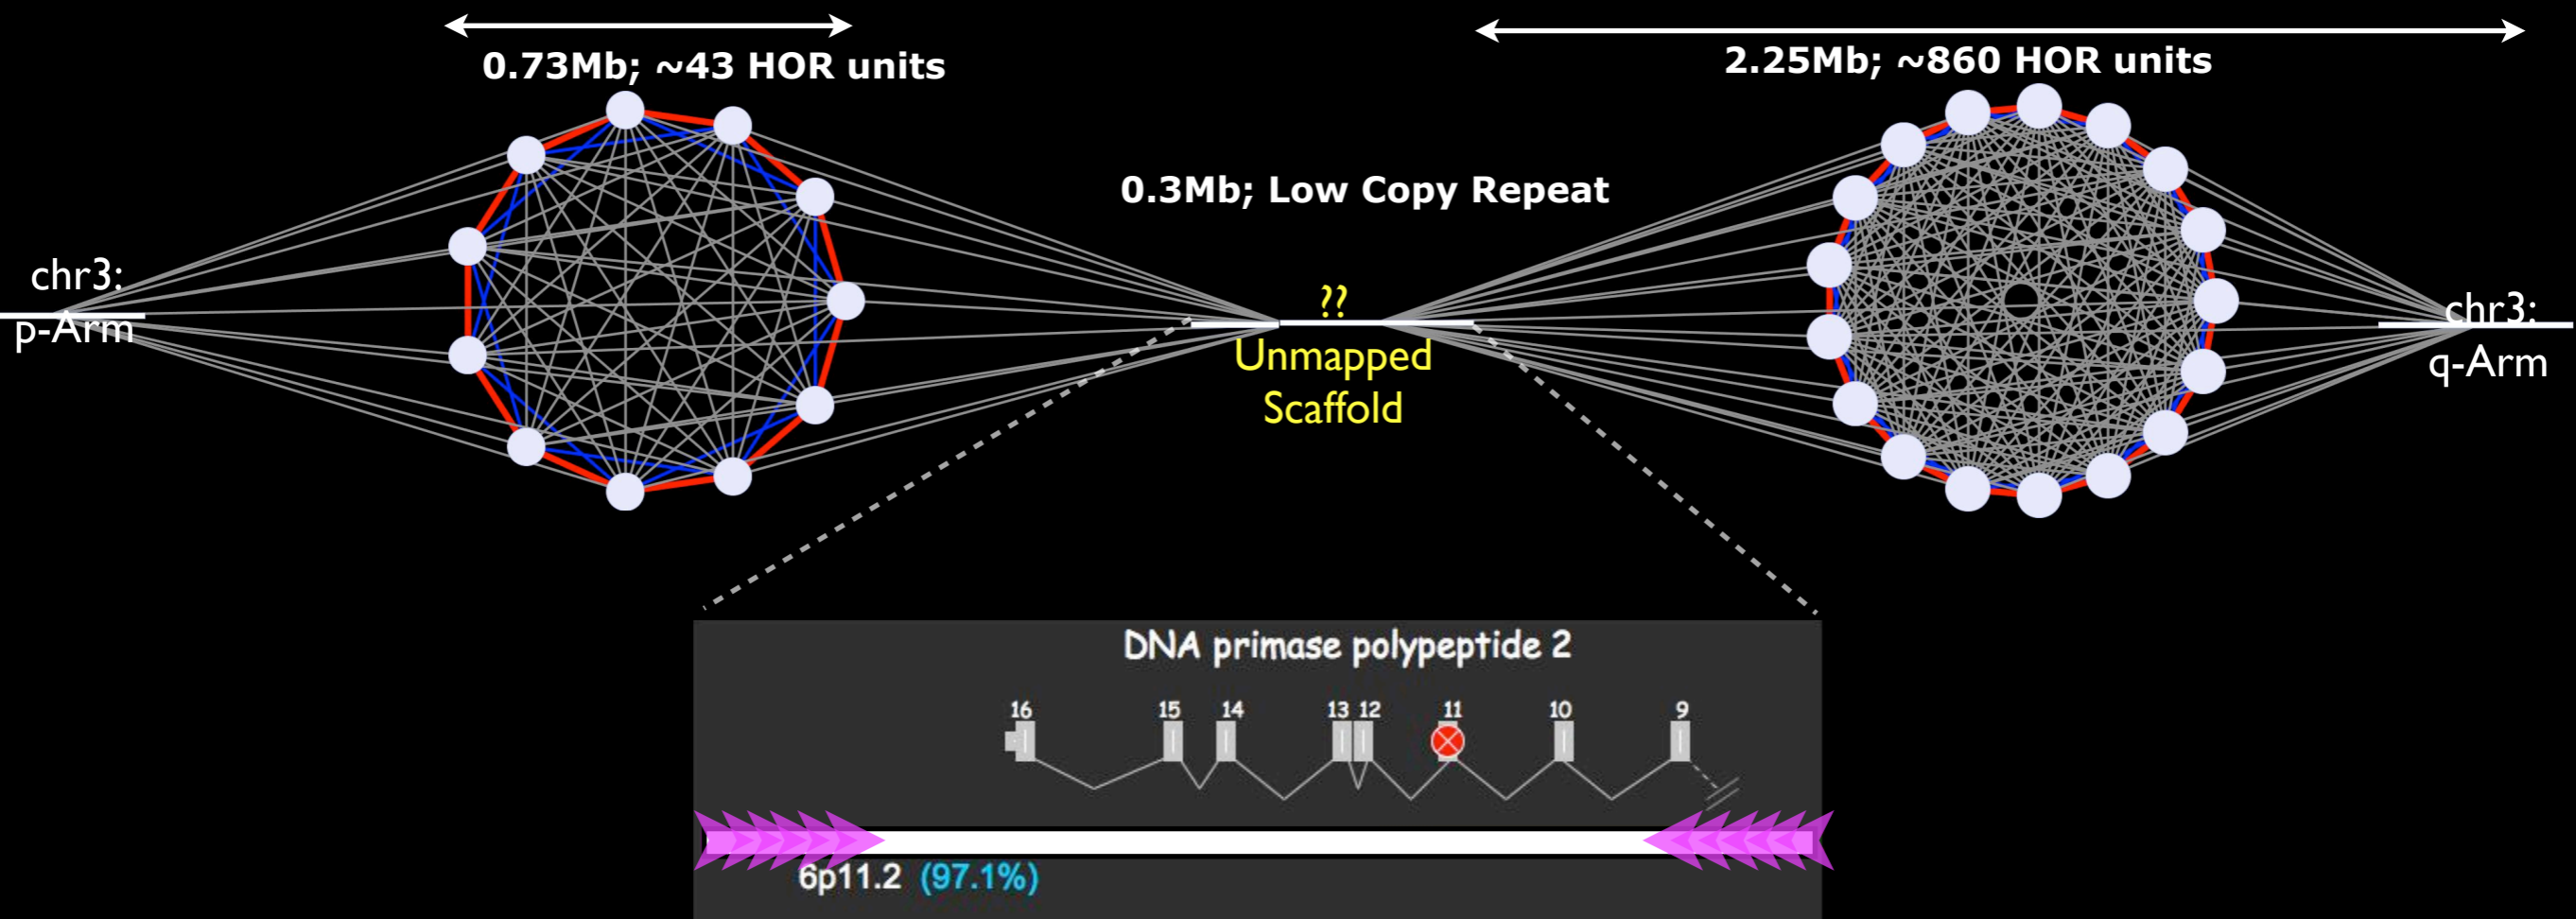 0.73Mb; ~43 HOR units
2.25Mb; ~860 HOR units
0.3Mb; Low Copy Repeat
chr3:
p-Arm
??
Unmapped
Scaffold
chr3:
q-Arm
DNA primase polypeptide 2
16 15 14 13 12 11 10 9
6p11.2 (97.1%)